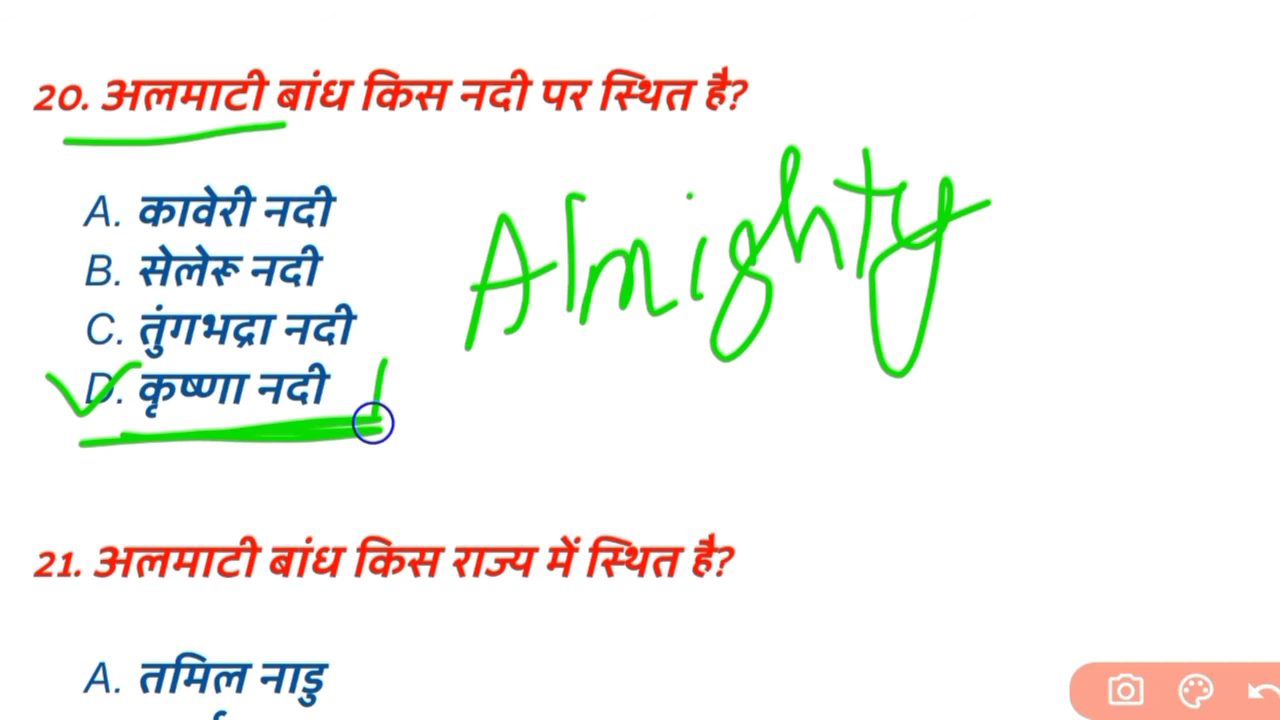 20. अलमाटी बांध किस नदी पर स्थित है?
A. कावेरी नदी
B. सेलेरू नदी
C. तुंगभद्रा नदी
D. कृष्णा नदी
Almighty
21. अलमाटी बांध किस राज्य में स्थित है?
A. तमिल नाडु